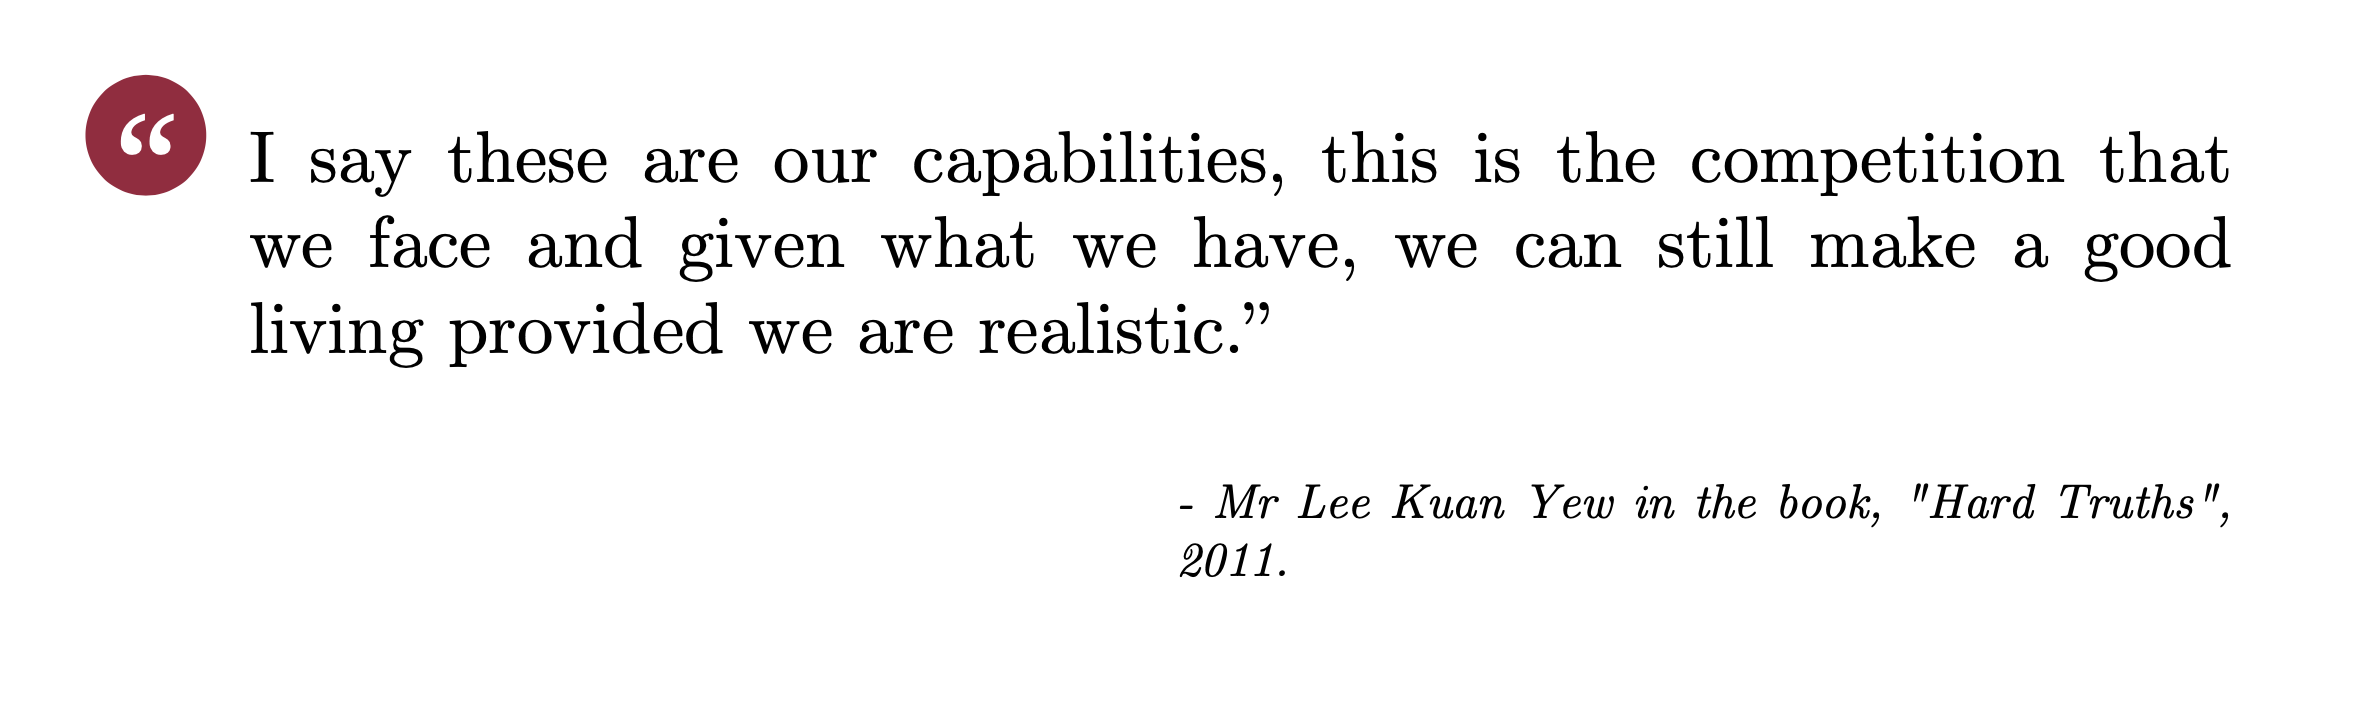 “ I say these are our capabilities, this is the competition that
we face and given what we have, we can still make a good
living provided we are realistic.”
- Mr Lee Kuan Yew in the book, "Hard Truths",
2011.